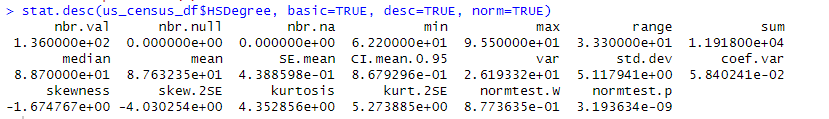 > stat.desc(us_census_df$HSDegree, basic=TRUE, desc=TRUE, norm=TRUE)
nbr.val nbr.null nbr.na min max range sum
1.360000e+02 0.000000e+00 0.000000e+00 6.220000e+01 9.550000e+01 3.330000e+01 1.191800e+04
median mean SE.mean CI.mean.0.95 var std.dev coef.var
8.870000e+01 8.763235e+01 4.388598e-01 8.679296e-01 2.619332e+01 5.117941e+00 5.840241e-02
skewness skew.2SE kurtosis kurt.2SE normtest.W normtest.p
-1.674767e+00 -4.030254e+00 4.352856e+00 5.273885e+00 8.773635e-01 3.193634e-09